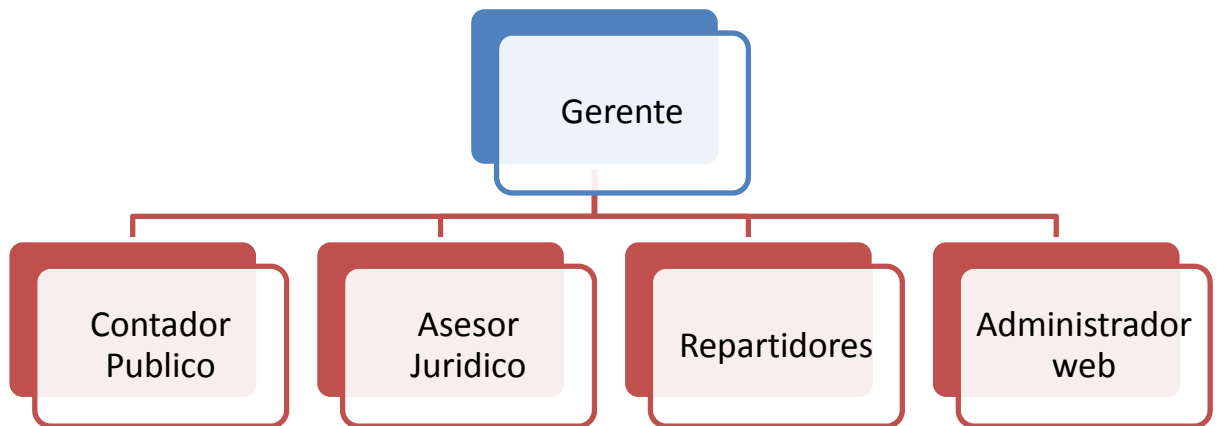 Gerente
Contador
Publico
Asesor
Juridico
Repartidores
Administrador
web